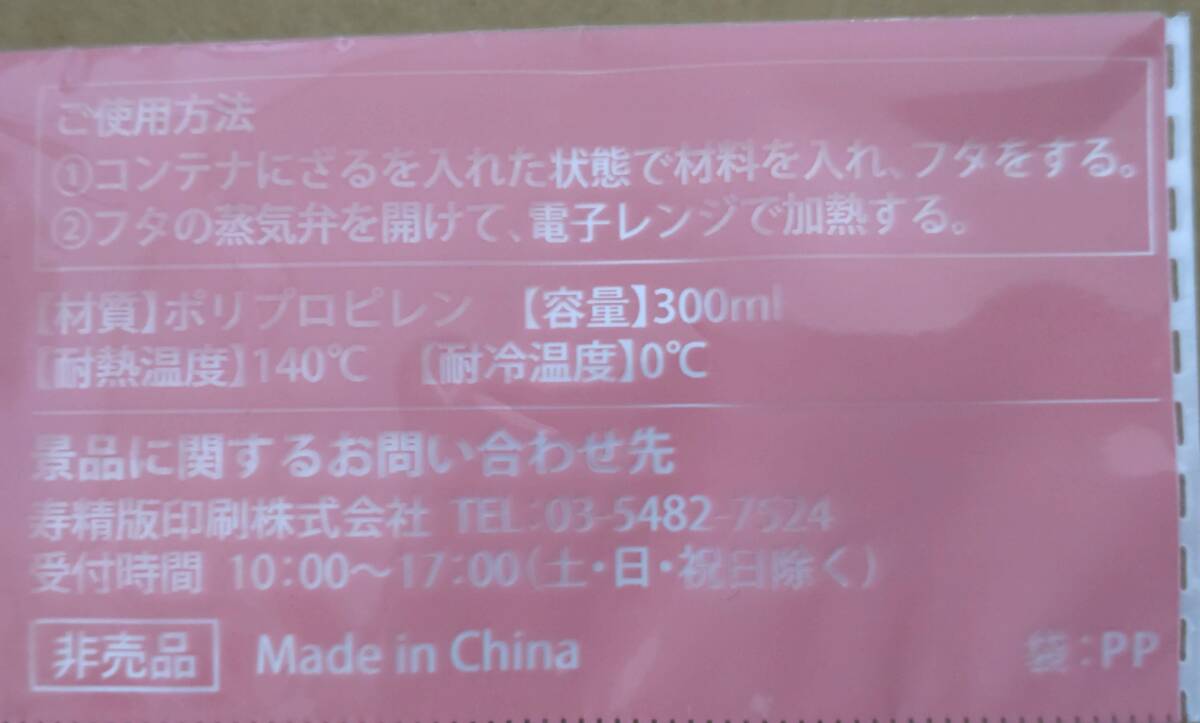 ご使用方法
①コンテナにざるを入れた状態で材料を入れ、フタをする。
②フタの蒸気弁を開けて、電子レンジで加熱する。
【材質】ポリプロピレン 【容量】300ml
【耐熱温度】140℃ 【耐冷温度】0℃
景品に関するお問い合わせ先
寿精版印刷株式会社 TEL：03-5482-7524
受付時間 10：00～17：00（土・日・祝日除く）
非売品 Made in China 袋：PP